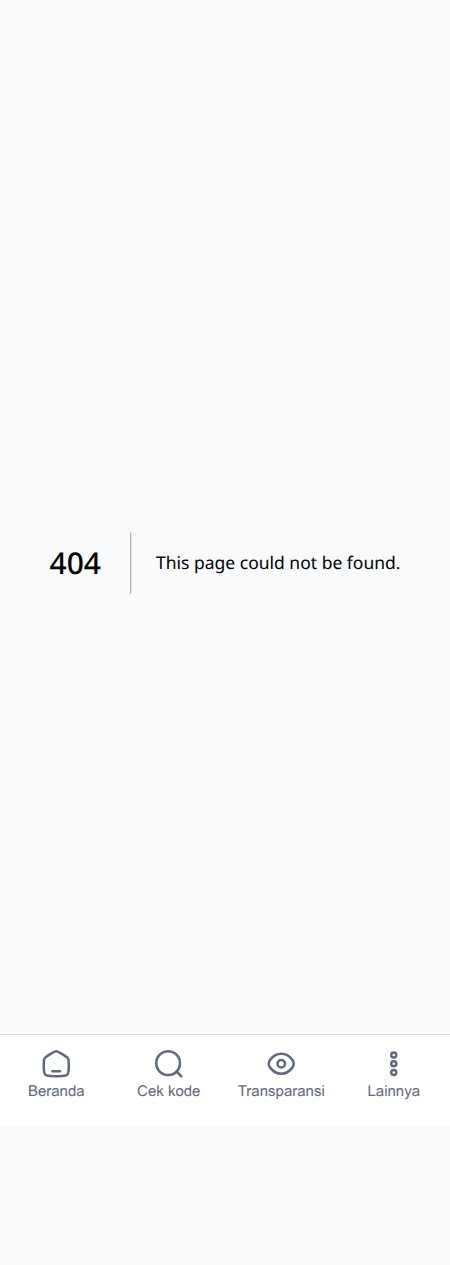 404
This page could not be found.
Beranda
Cek kode
Transparansi
Lainnya